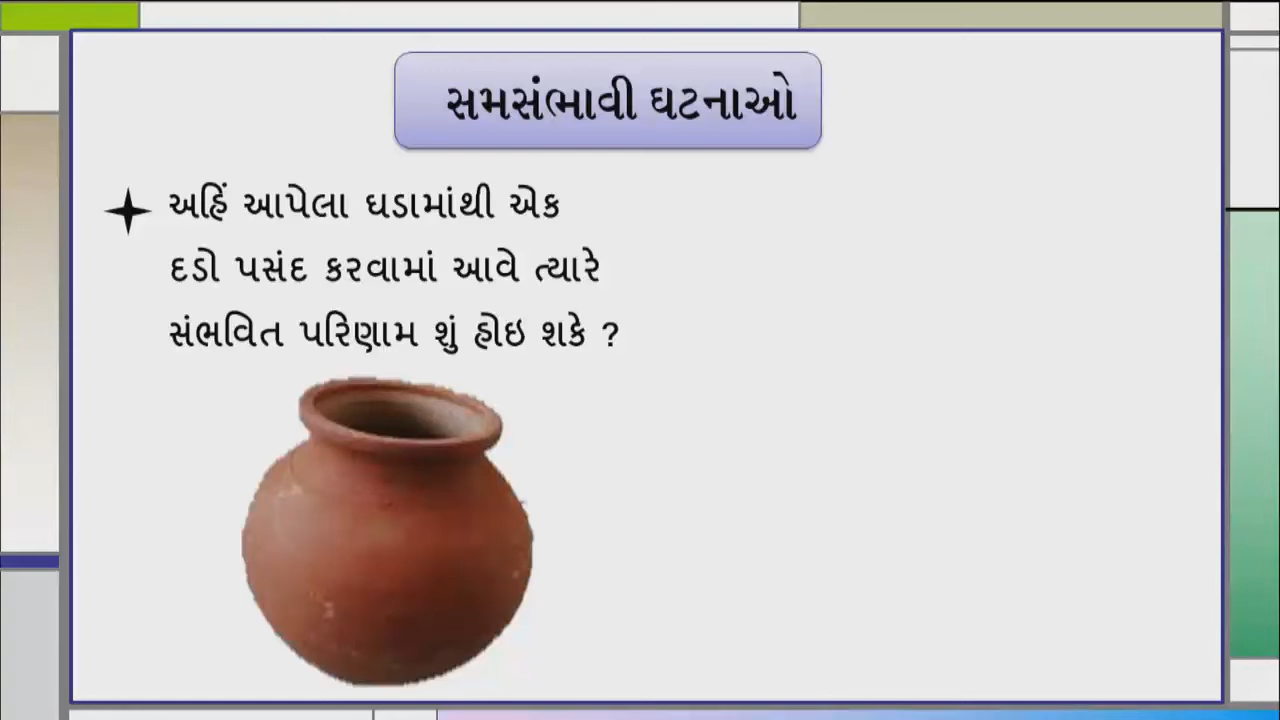 સમસંભાવી ઘટનાઓ
અહિં આપેલા ઘડામાંથી એક
દડો પસંદ કરવામાં આવે ત્યારે
સંભવિત પરિણામ શું હોઇ શકે ?